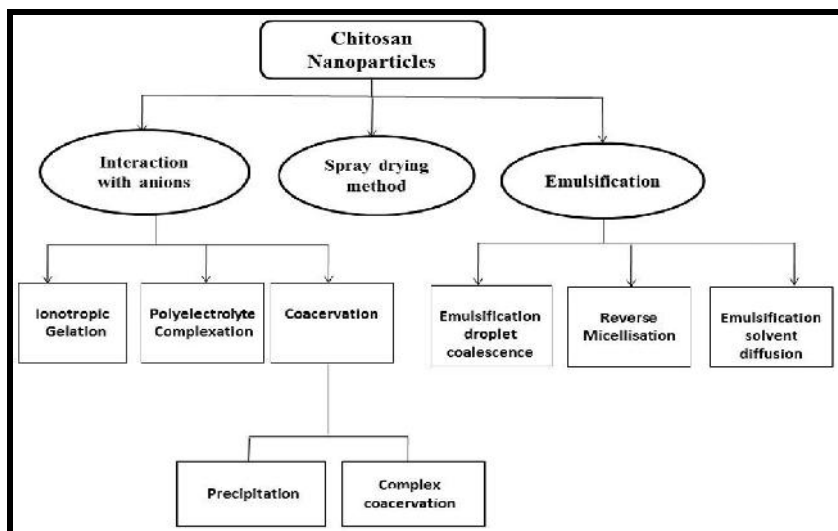 Chitosan
Nanoparticles
Interaction
with anions
Spray drying
method
Emulsification
Ionotropic
Gelation
Polyelectrolyte
Complexation
Coacervation
Emulsification
droplet
coalescence
Reverse
Micellisation
Emulsification
solvent
diffusion
Precipitation
Complex
coacervation